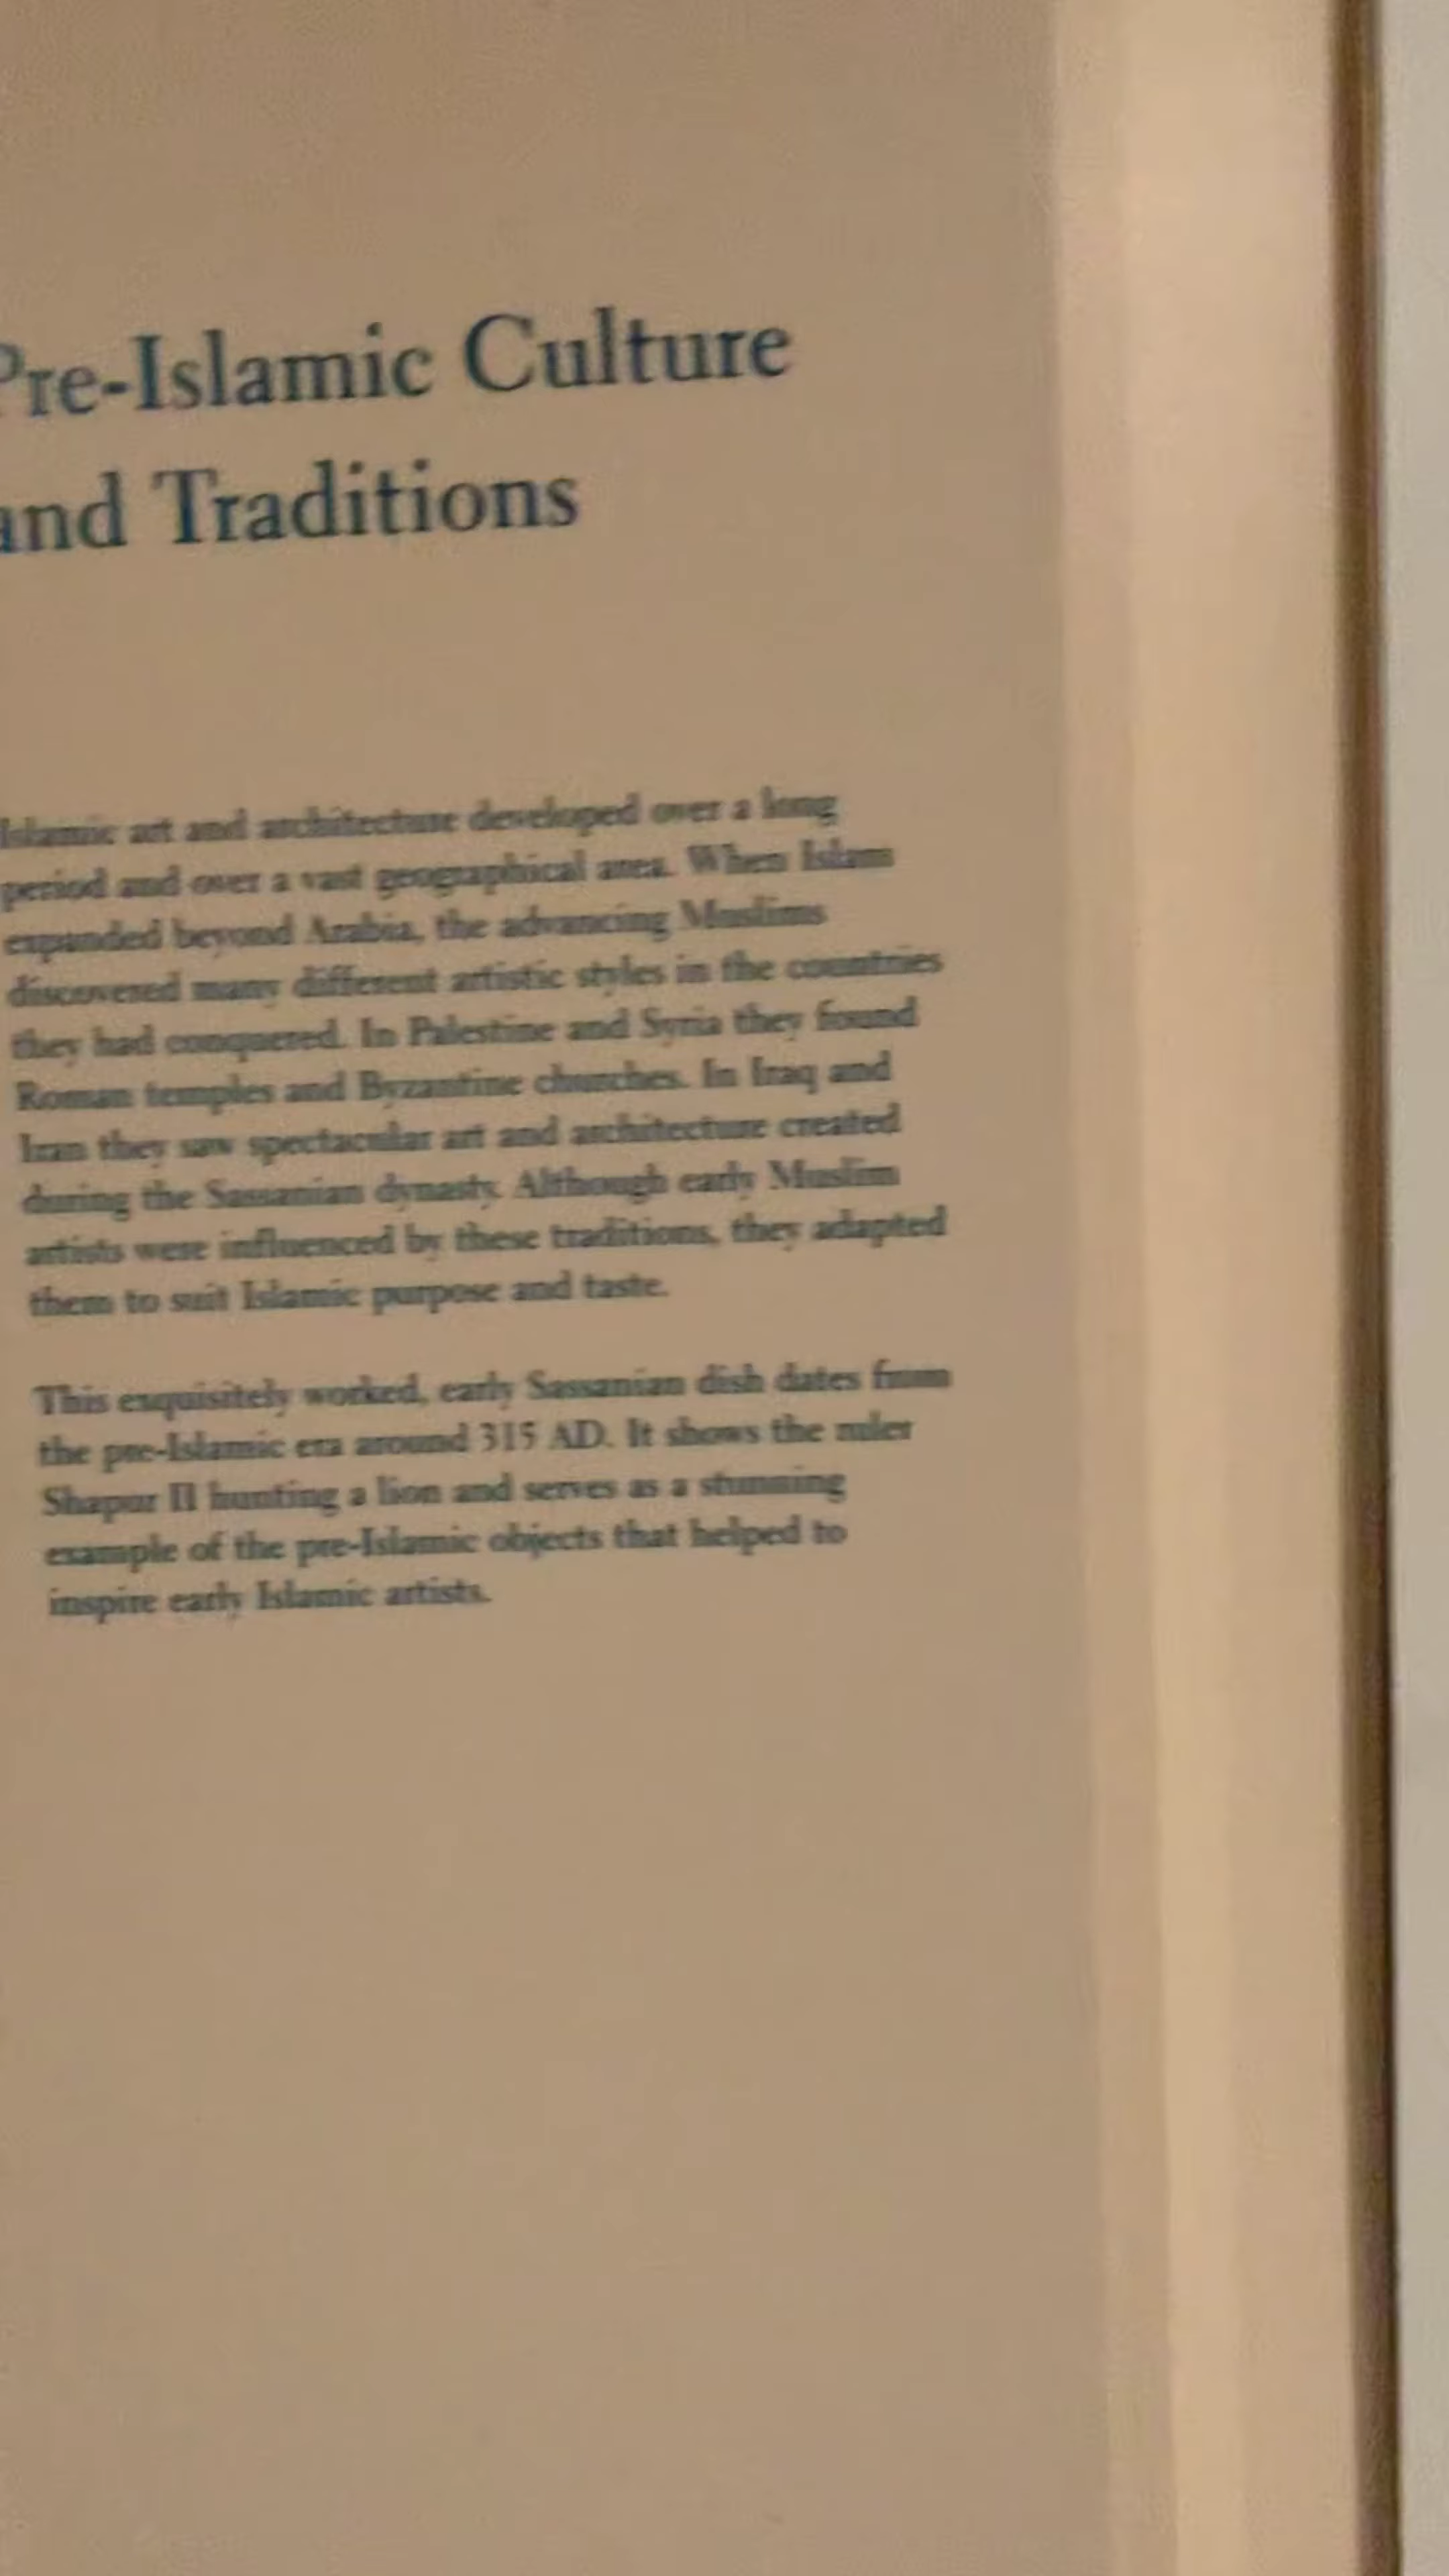 Pre-Islamic Culture
and Traditions
Islamic art and architecture developed over a long
period and over a vast geographical area. When Islam
expanded beyond Arabia, the advancing Muslims
discovered many different artistic styles in the countries
they had conquered. In Palestine and Syria they found
Roman temples and Byzantine churches. In Iraq and
Iran they saw spectacular art and architecture created
during the Sassanian dynasty. Although early Muslim
artists were influenced by these traditions, they adapted
them to suit Islamic purpose and taste.
This exquisitely worked, early Sassanian dish dates from
the pre-Islamic era around 315 AD. It shows the ruler
Shapur II hunting a lion and serves as a stunning
example of the pre-Islamic objects that helped to
inspire early Islamic artists.